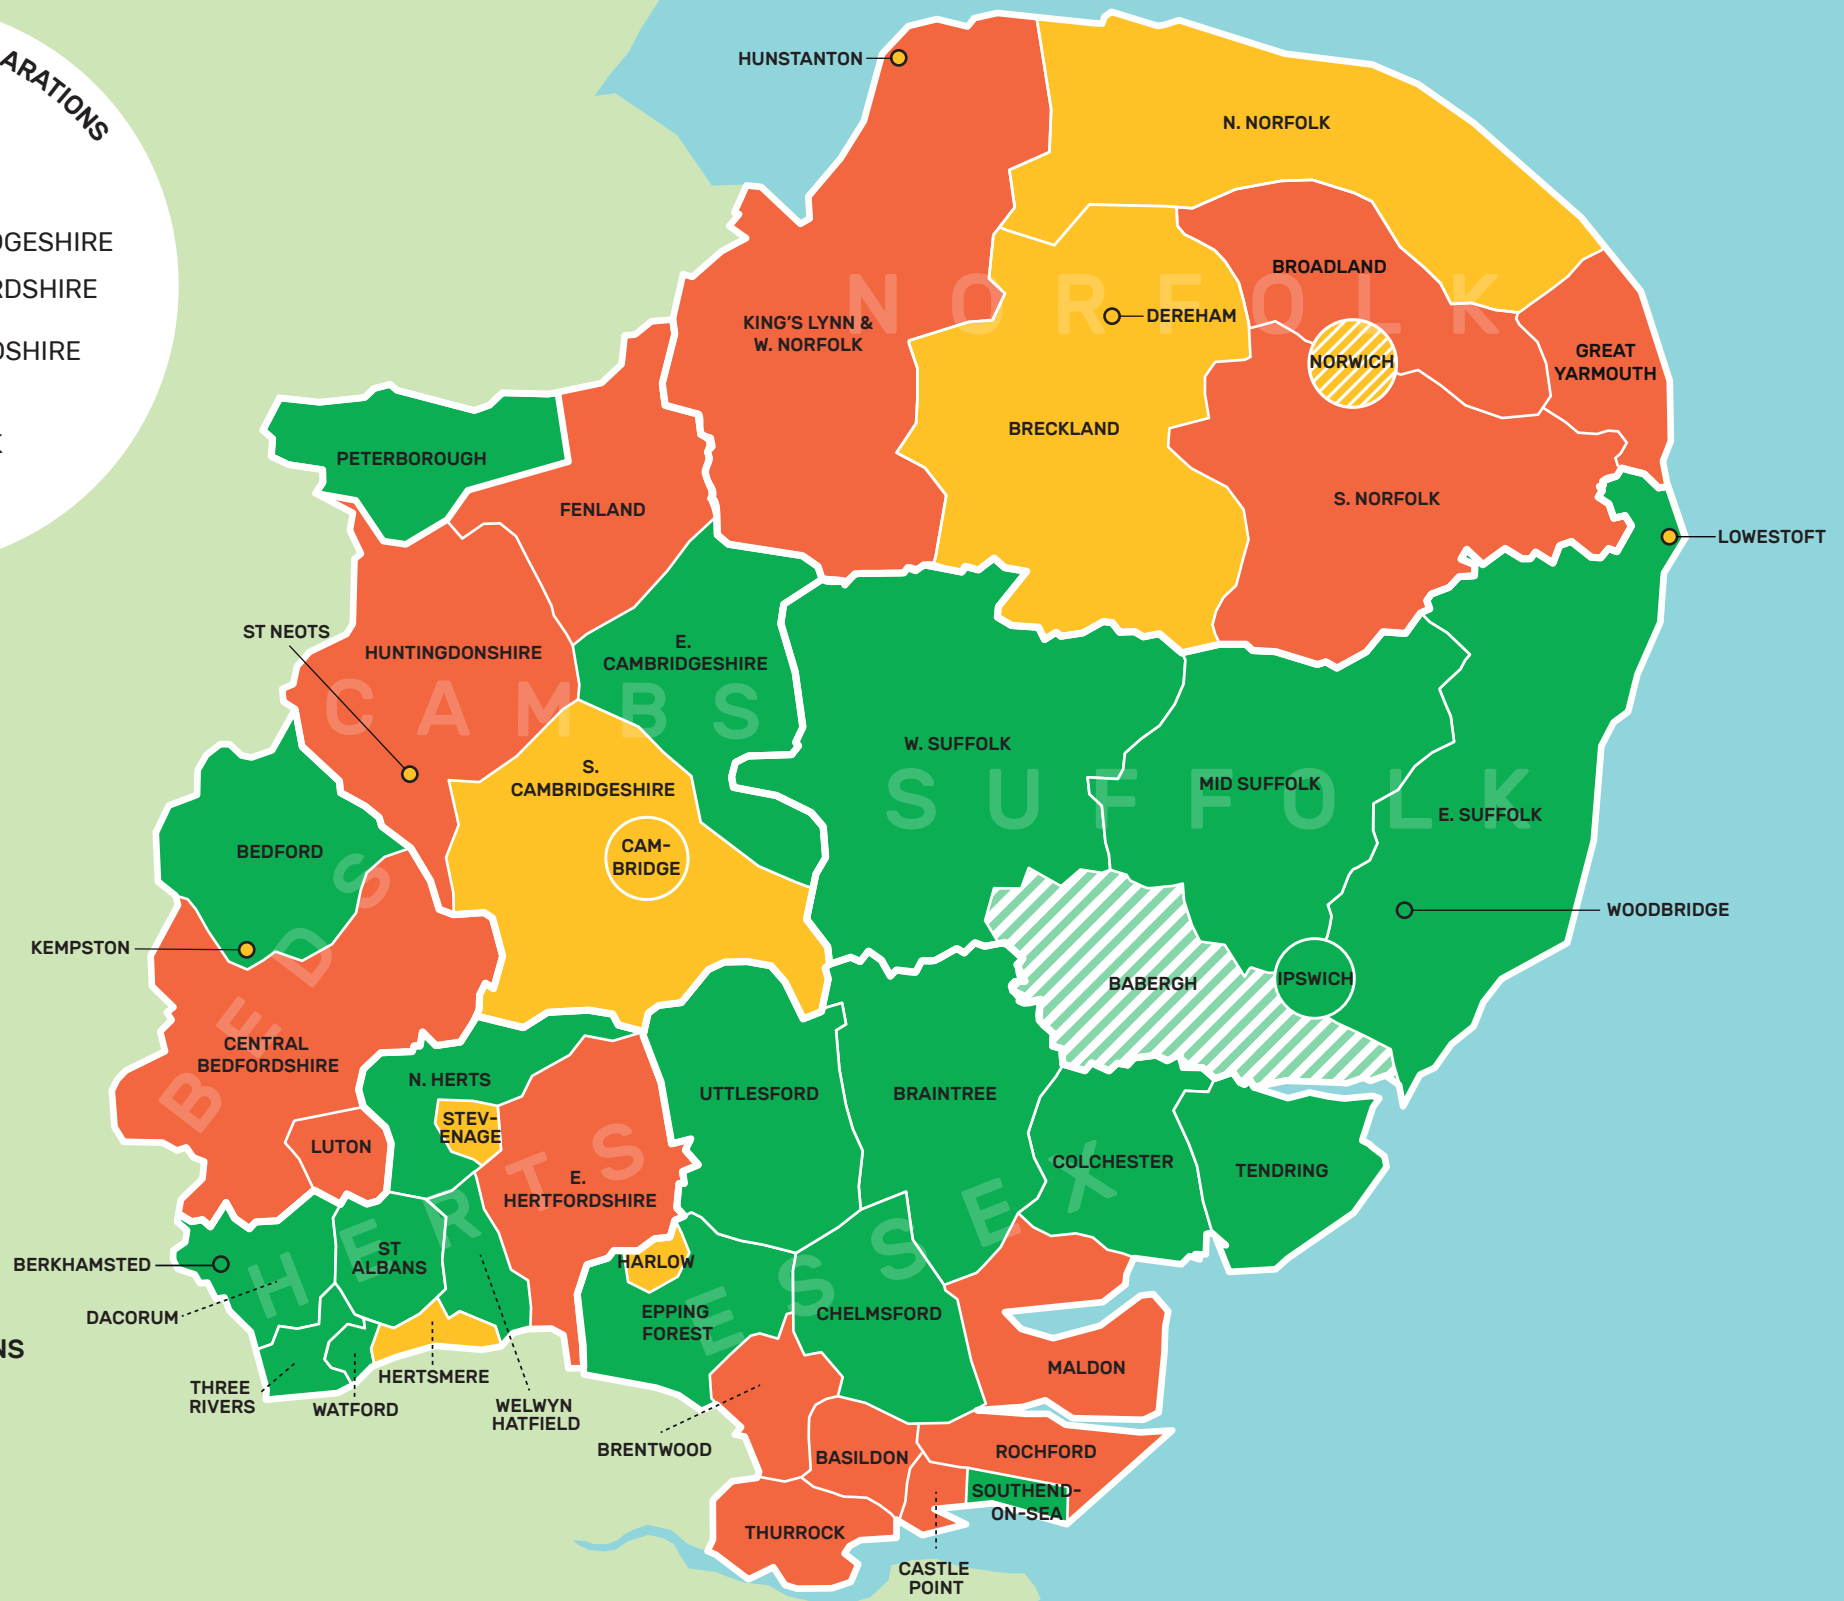 ARATIONS
DGESHIRE
RDSHIRE
DSHIRE
K
NS
HUNSTANTON
N. NORFOLK
BROADLAND
NORFOLK
DEREHAM
KING'S LYNN &
W. NORFOLK
NORWICH
GREAT
YARMOUTH
BRECKLAND
PETERBOROUGH
FENLAND
S. NORFOLK
LOWESTOFT
ST NEOTS
HUNTINGDONSHIRE
E.
CAMBRIDGESHIRE
CAMBS
W. SUFFOLK
S.
CAMBRIDGESHIRE
MID SUFFOLK
SUFFOLK
E. SUFFOLK
BEDFORD
CAM-
BRIDGE
WOODBRIDGE
KEMPSTON
BEDS
BABERGH
IPSWICH
CENTRAL
BEDFORDSHIRE
N. HERTS
UTTLESFORD
BRAINTREE
STEV-
ENAGE
LUTON
COLCHESTER
TENDRING
E.
HERTFORDSHIRE
HERTS
ESSEX
ST
ALBANS
BERKHAMSTED
HARLOW
DACORUM
EPPING
FOREST
CHELMSFORD
MALDON
HERTSMERE
THREE
RIVERS
WATFORD
WELWYN
HATFIELD
BRENTWOOD
BASILDON
ROCHFORD
SOUTHEND-
ON-SEA
THURROCK
CASTLE
POINT